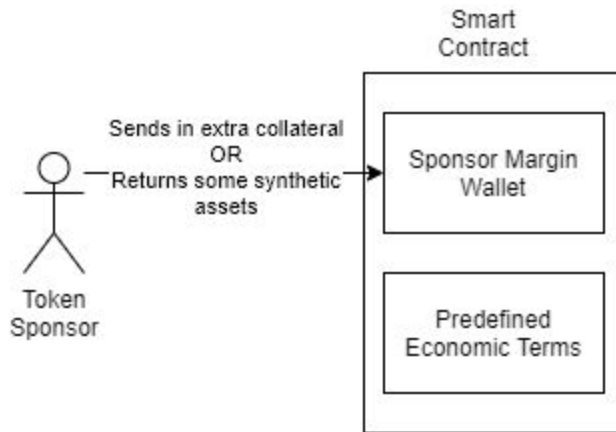 Smart
Contract
Sends in extra collateral
OR
Returns some synthetic
assets
Sponsor Margin
Wallet
Token
Sponsor
Predefined
Economic Terms